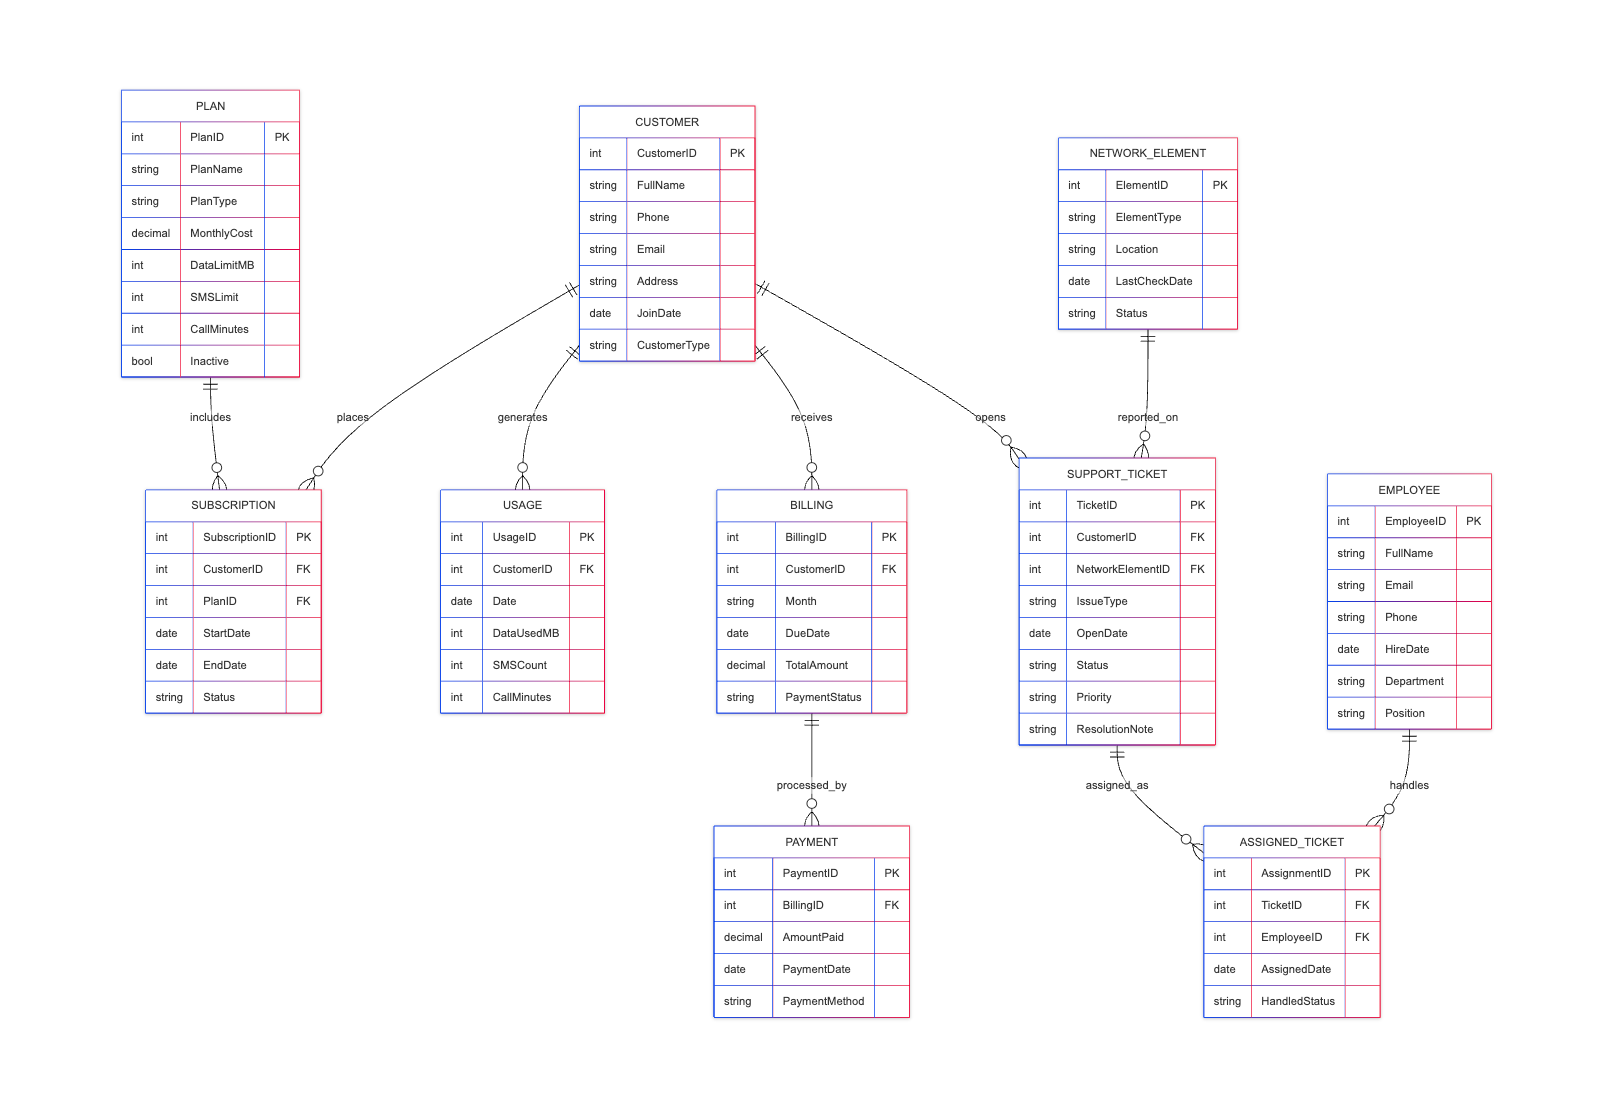 PLAN
int PlanID PK
string PlanName
string PlanType
decimal MonthlyCost
int DataLimitMB
int SMSLimit
int CallMinutes
bool Inactive
CUSTOMER
int CustomerID PK
string FullName
string Phone
string Email
string Address
date JoinDate
string CustomerType
NETWORK_ELEMENT
int ElementID PK
string ElementType
string Location
date LastCheckDate
string Status
includes
places
generates
receives
opens
reported_on
SUBSCRIPTION
int SubscriptionID PK
int CustomerID FK
int PlanID FK
date StartDate
date EndDate
string Status
USAGE
int UsageID PK
int CustomerID FK
date Date
int DataUsedMB
int SMSCount
int CallMinutes
BILLING
int BillingID PK
int CustomerID FK
string Month
date DueDate
decimal TotalAmount
string PaymentStatus
SUPPORT_TICKET
int TicketID PK
int CustomerID FK
int NetworkElementID FK
string IssueType
date OpenDate
string Status
string Priority
string ResolutionNote
EMPLOYEE
int EmployeeID PK
string FullName
string Email
string Phone
date HireDate
string Department
string Position
processed_by
assigned_as
handles
PAYMENT
int PaymentID PK
int BillingID FK
decimal AmountPaid
date PaymentDate
string PaymentMethod
ASSIGNED_TICKET
int AssignmentID PK
int TicketID FK
int EmployeeID FK
date AssignedDate
string HandledStatus